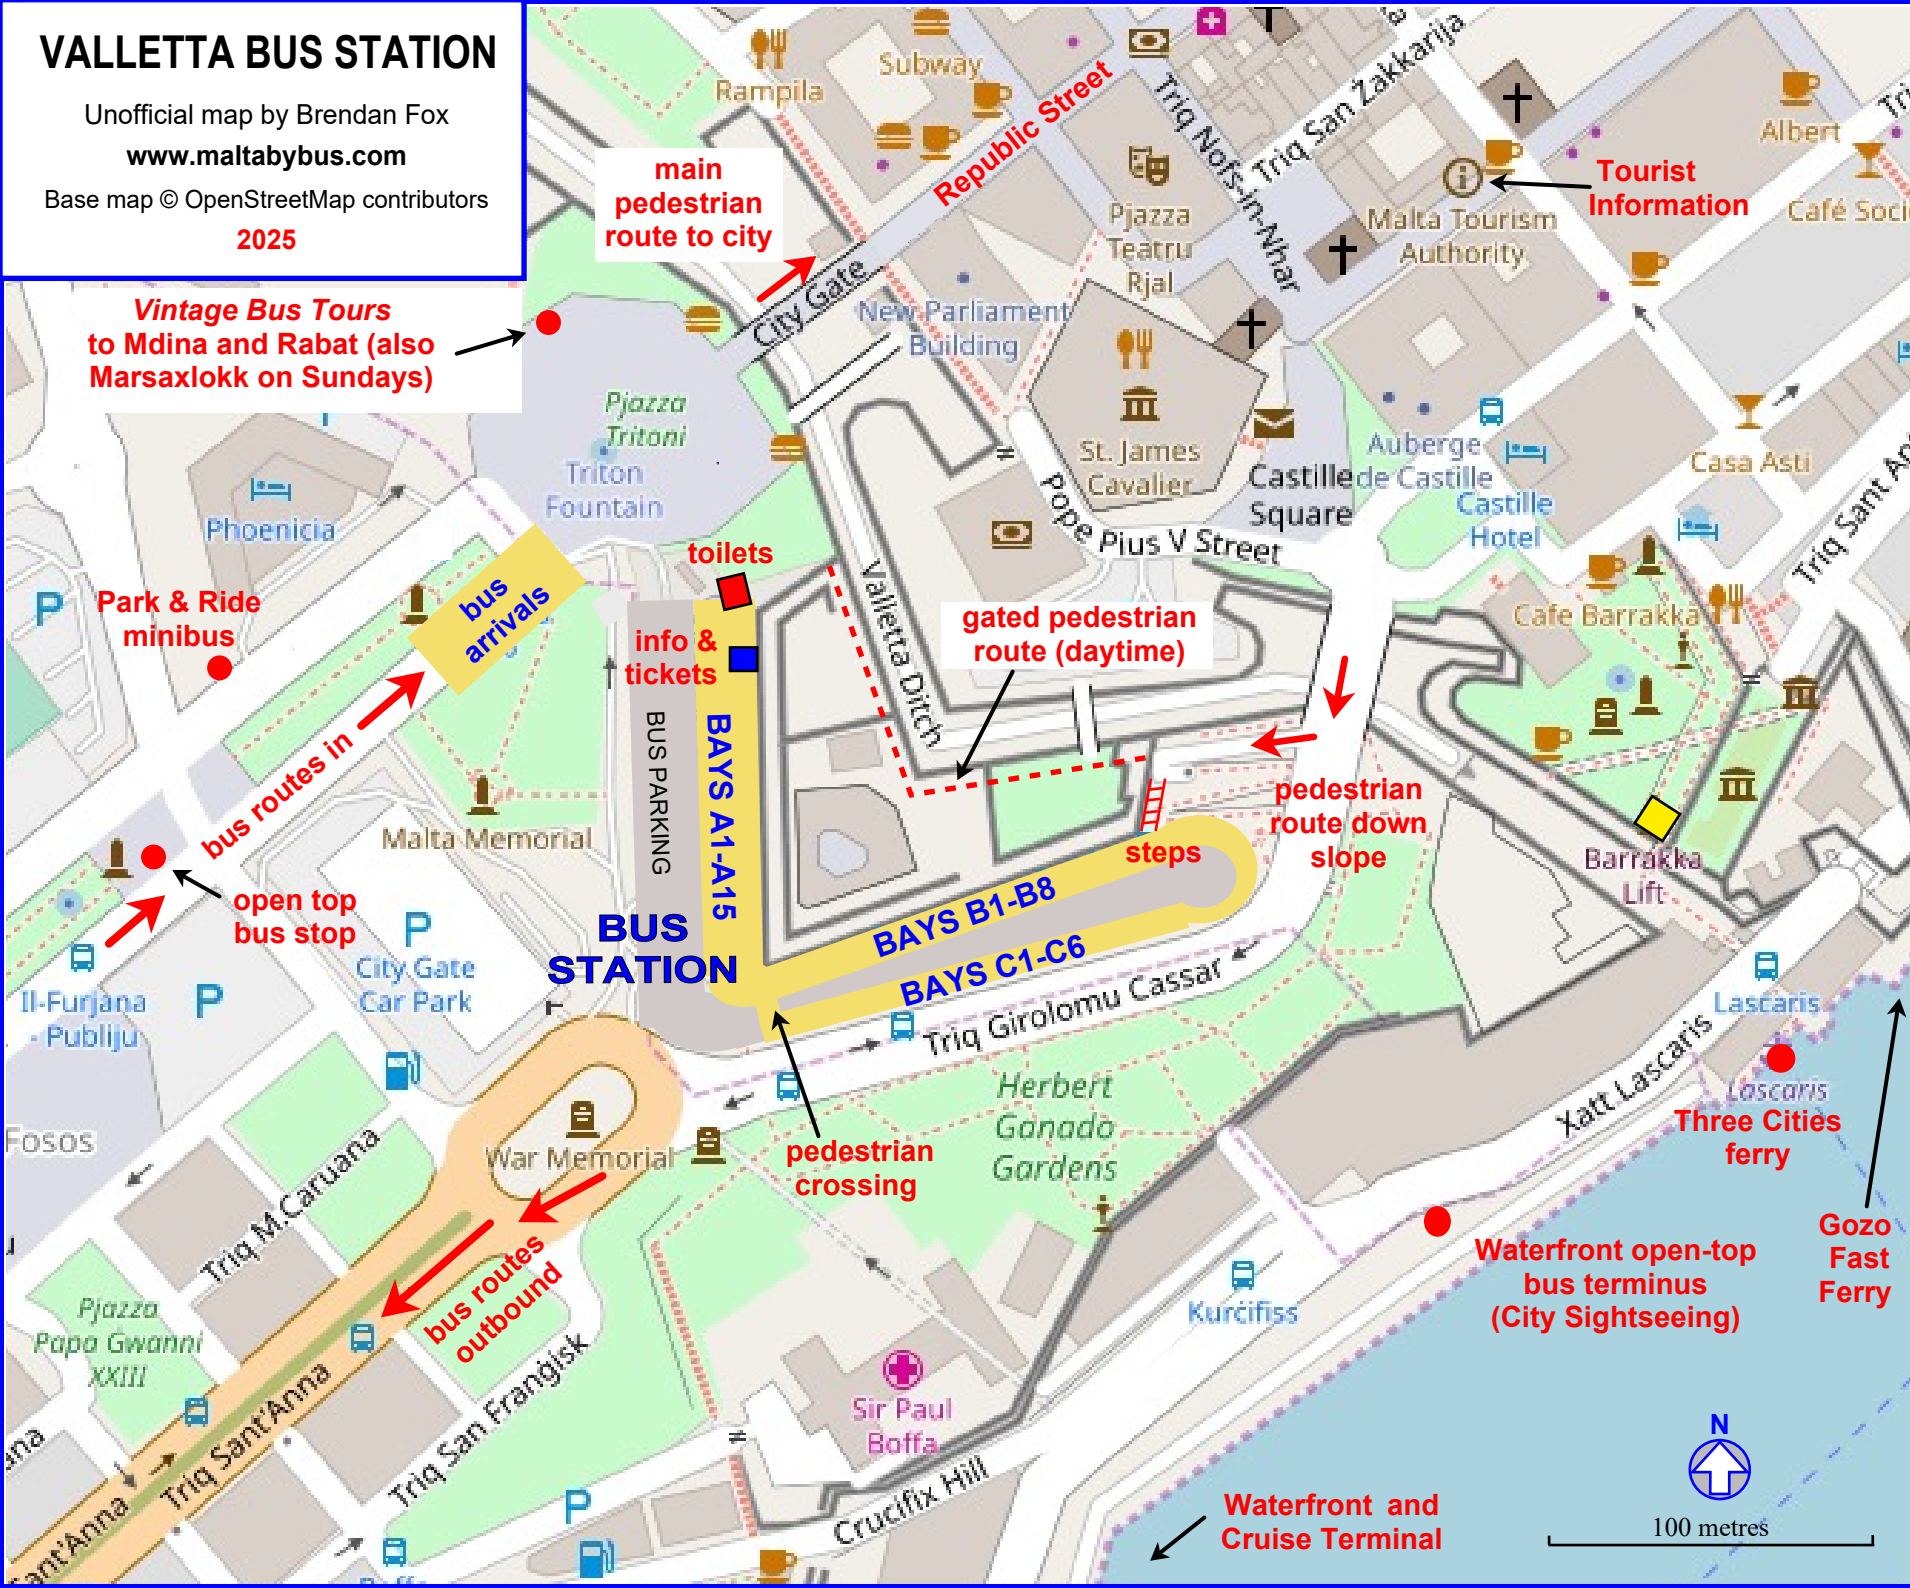 VALLETTA BUS STATION
Unofficial map by Brendan Fox
www.maltabybus.com
Base map © OpenStreetMap contributors
2025
Rampila
Subway
Republic Street
main
pedestrian
route to city
City Gate
Triq Nofs-in-Nhar
Triq San Zakkarija
Albert
Tourist
Information
Malta Tourism
Authority
Café Soci
Pjazza
Teatru
Rjal
Vintage Bus Tours
to Mdina and Rabat (also
Marsaxlokk on Sundays)
New Parliament
Building
Pjazza
Tritoni
Triton
Fountain
Phoenicia
St. James
Cavalier
Castille
Square
Auberge
de Castille
Castille
Hotel
Casa Asti
Triq Sant An
Pope Pius V Street
Valletta Ditch
toilets
bus
arrivals
Park & Ride
minibus
info &
tickets
gated pedestrian
route (daytime)
Cafe Barrakka
BUS PARKING
BAYS A1-A15
bus routes in
Malta Memorial
pedestrian
route down
slope
steps
Barrakka
Lift
open top
bus stop
BUS
STATION
BAYS B1-B8
BAYS C1-C6
City Gate
Car Park
Il-Furjana
- Publiju
Triq Girolomu Cassar
Lascaris
Lascaris
Three Cities
ferry
Xatt Lascaris
Herbert
Ganado
Gardens
Fosos
War Memorial
pedestrian
crossing
Triq M.Caruana
bus routes
outbound
Gozo
Fast
Ferry
Waterfront open-top
bus terminus
(City Sightseeing)
Kurċifiss
Pjazza
Papa Gwanni
XXIII
Triq Sant'Anna
Triq San Franġisk
Sir Paul
Boffa
Crucifix Hill
Sant'Anna
Waterfront and
Cruise Terminal
N
100 metres